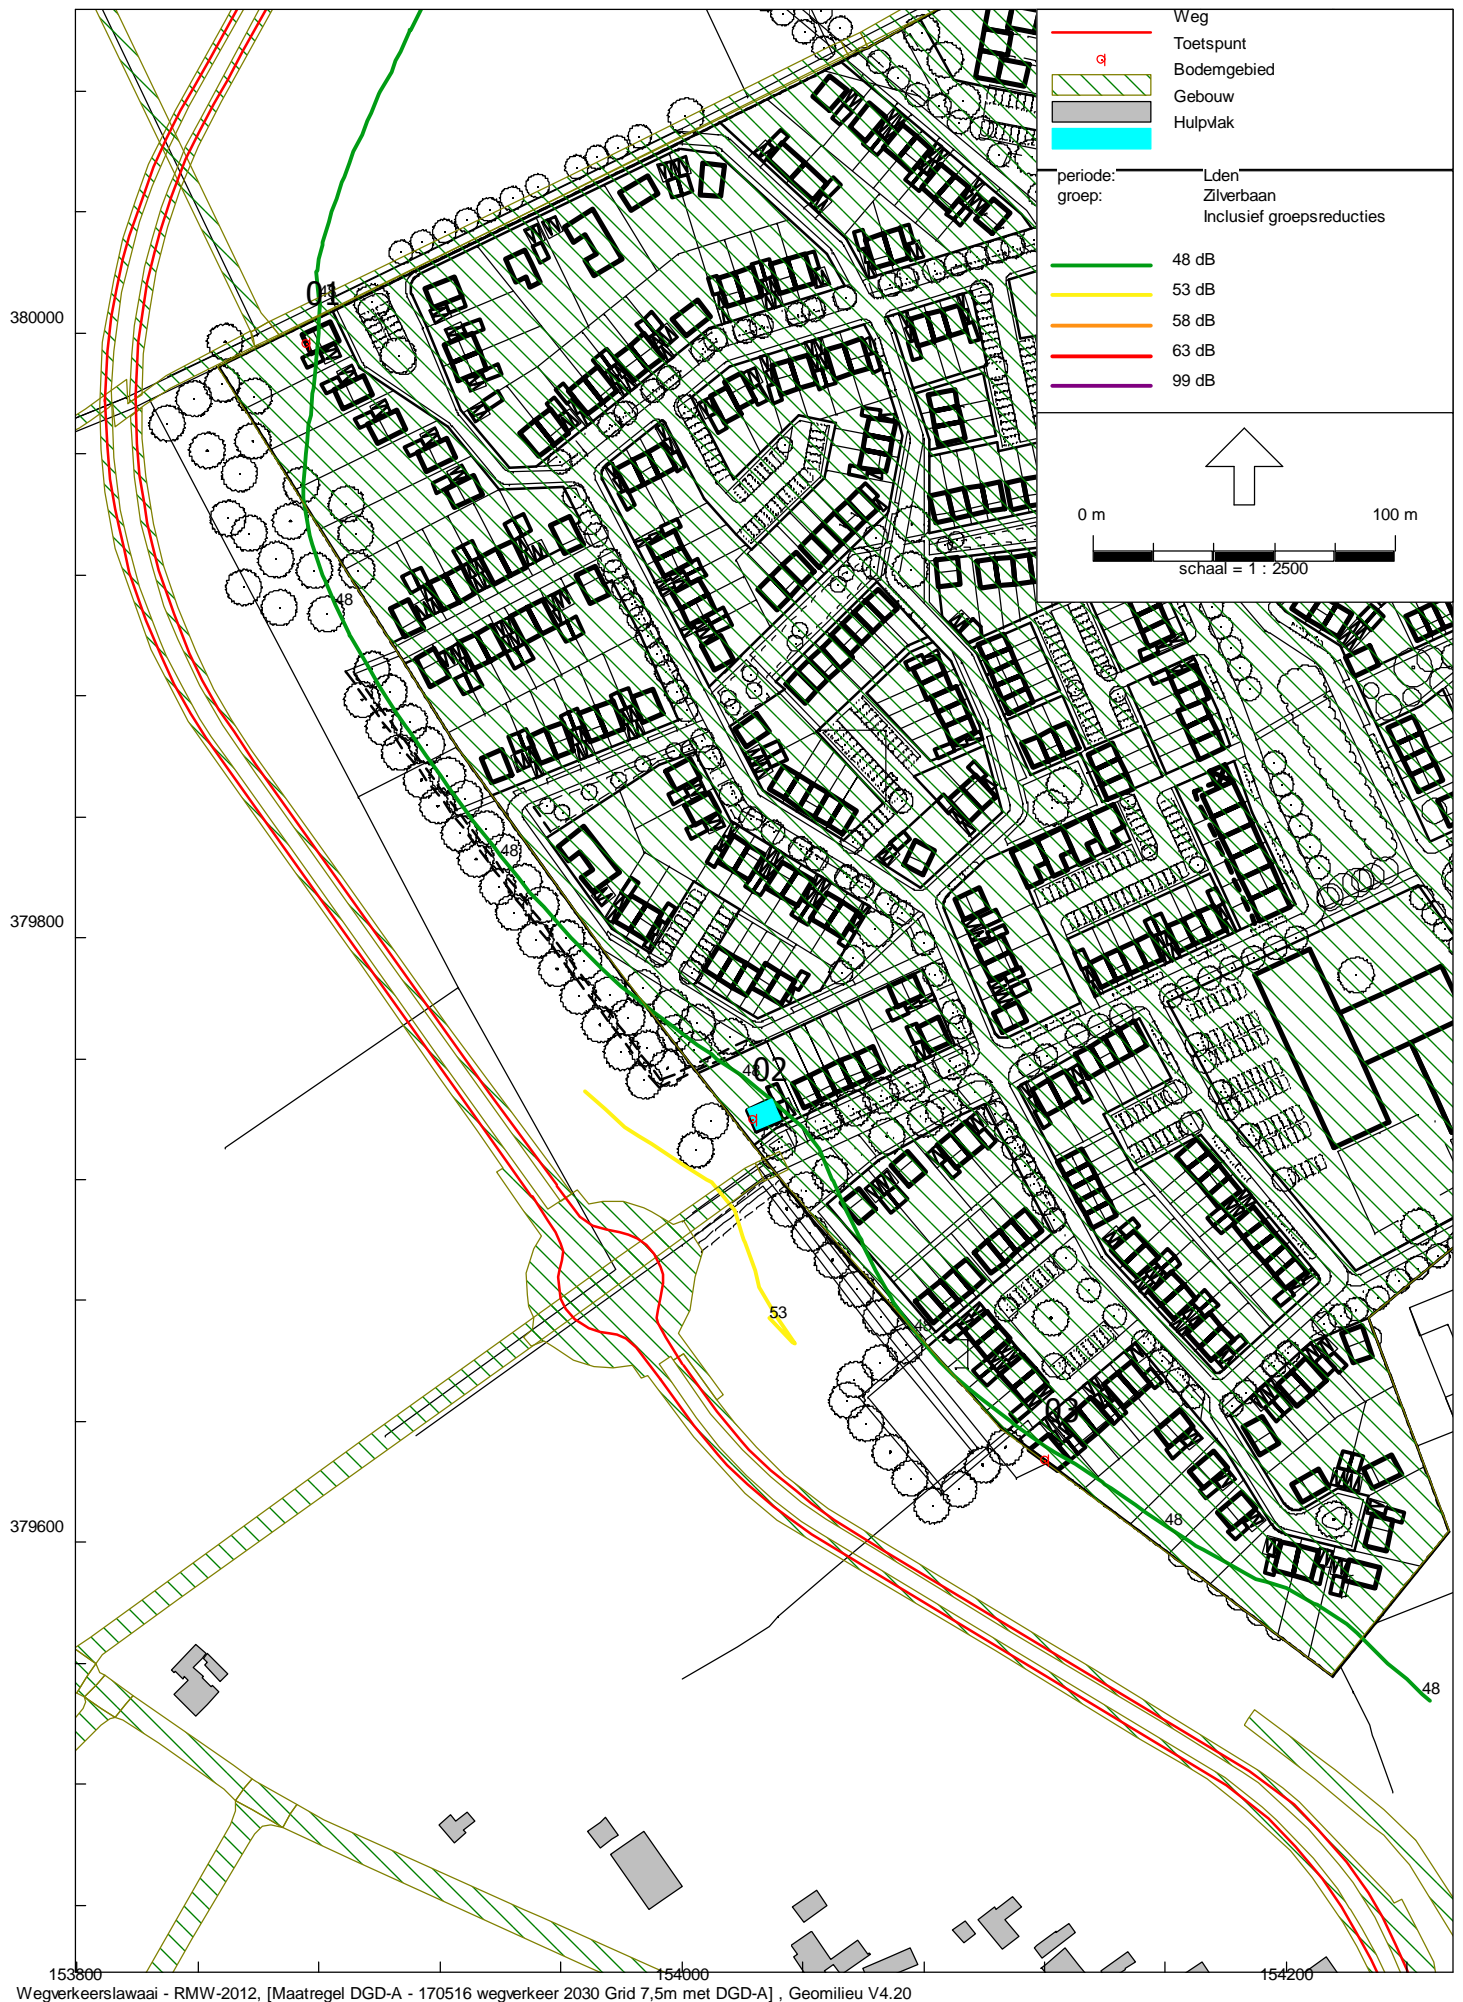 Weg
Toetspunt
Bodemgebied
Gebouw
Hulpvlak
periode: Lden
groep: Zilverbaan
Inclusief groepsreducties
48 dB
53 dB
58 dB
63 dB
99 dB
0 m 100 m
schaal = 1 : 2500
48
01
380000
48
48
379800
48
02
53
48
03
48
379600
48
153800 154000 154200
Wegverkeerslawaai - RMW-2012, [Maatregel DGD-A - 170516 wegverkeer 2030 Grid 7,5m met DGD-A] , Geomilieu V4.20